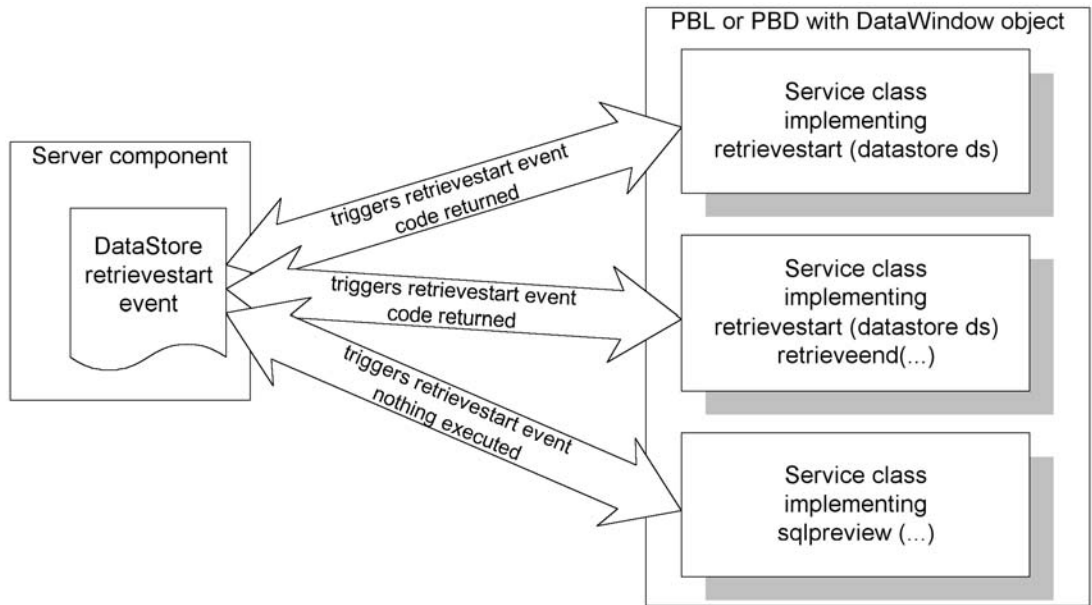 PBL or PBD with DataWindow object
Service class
implementing
retrievestart (datastore ds)
Server component
DataStore
retrievestart
event
triggers retrievestart event
code returned
triggers retrievestart event
code returned
Service class
implementing
retrievestart (datastore ds)
retrieveend(...)
triggers retrievestart event
nothing executed
Service class
implementing
sqlpreview (...)